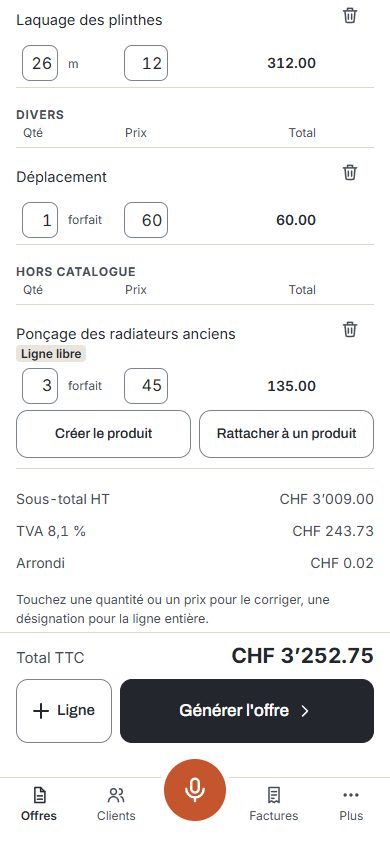 Laquage des plinthes
26 m 12 312.00
DIVERS
Qté Prix Total
Déplacement
1 forfait 60 60.00
HORS CATALOGUE
Qté Prix Total
Ponçage des radiateurs anciens
Ligne libre
3 forfait 45 135.00
Créer le produit Rattacher à un produit
Sous-total HT CHF 3’009.00
TVA 8,1 % CHF 243.73
Arrondi CHF 0.02
Touchez une quantité ou un prix pour le corriger, une
désignation pour la ligne entière.
Total TTC CHF 3’252.75
Ligne Générer l'offre
Offres Clients Factures Plus